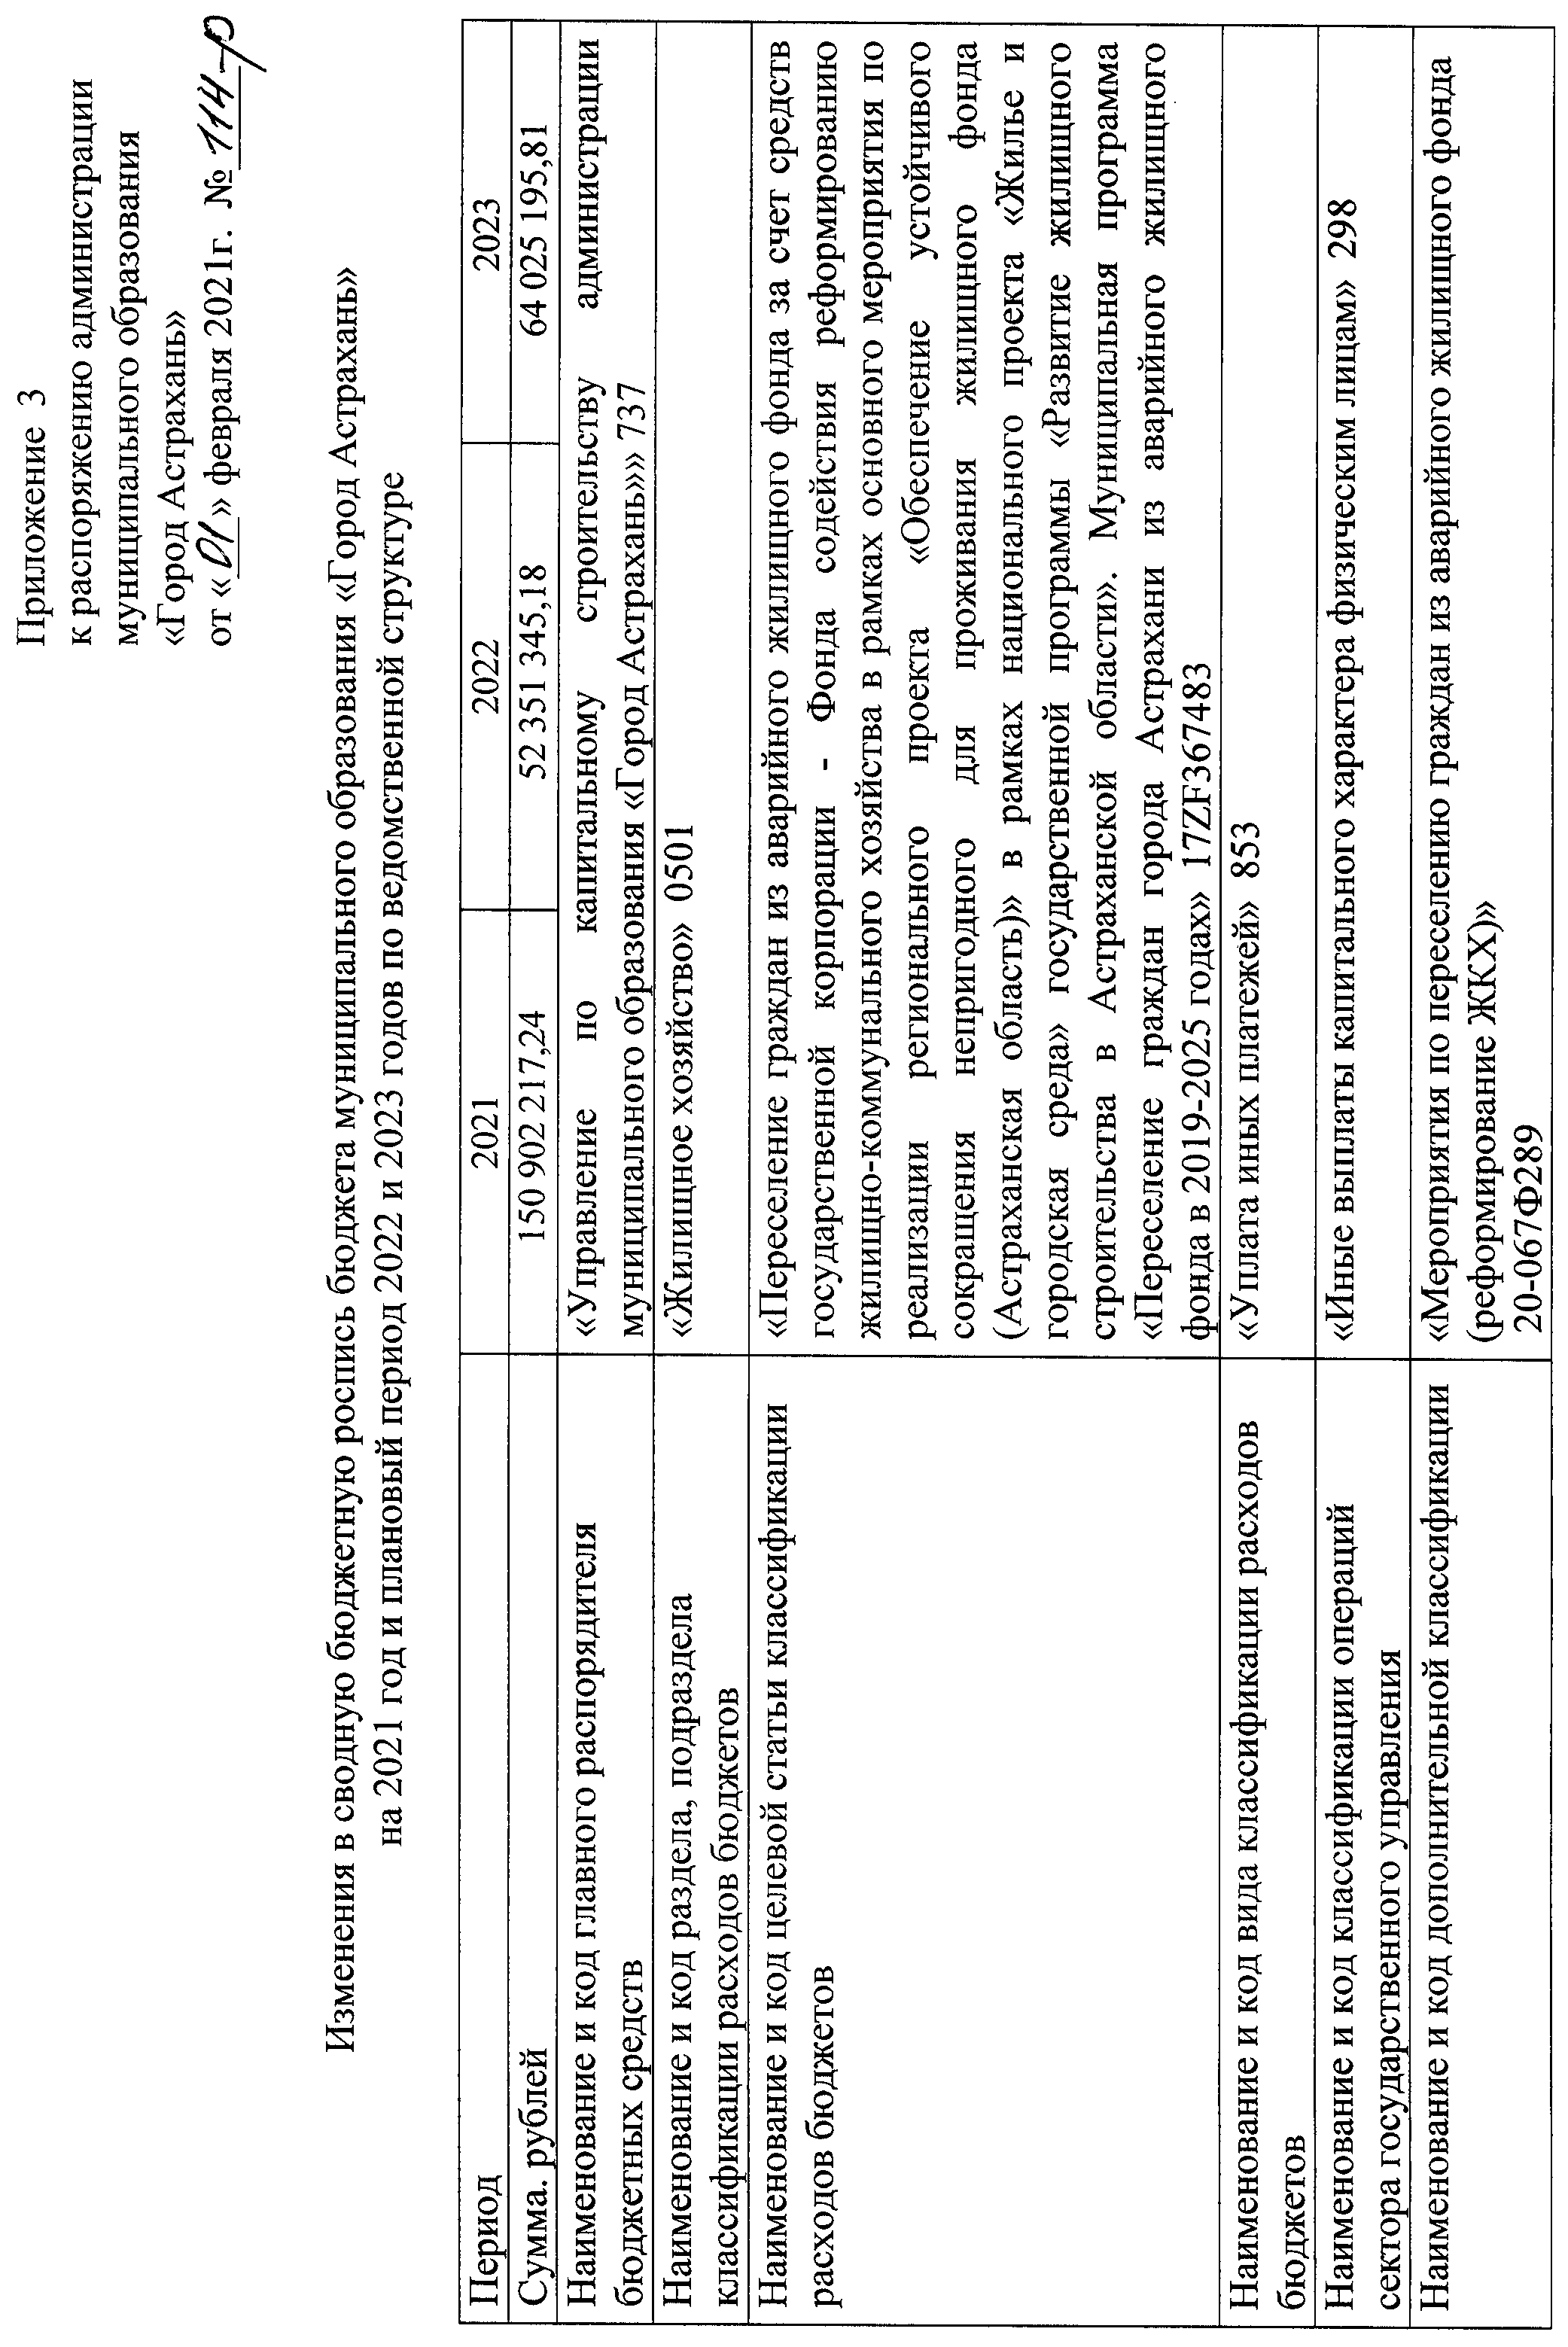 Приложение 3
к распоряжению администрации
муниципального образования
«Город Астрахань»
от «01» февраля 2021г. № 114-р
Изменения в сводную бюджетную роспись бюджета муниципального образования «Город Астрахань»
на 2021 год и плановый период 2022 и 2023 годов по ведомственной структуре
Период 2021 2022 2023
Сумма. рублей 150 902 217,24 52 351 345,18 64 025 195,81
Наименование и код главного распорядителя
бюджетных средств
«Управление по капитальному строительству администрации
муниципального образования «Город Астрахань»» 737
Наименование и код раздела, подраздела
классификации расходов бюджетов
«Жилищное хозяйство» 0501
Наименование и код целевой статьи классификации
расходов бюджетов
«Переселение граждан из аварийного жилищного фонда за счет средств
государственной корпорации - Фонда содействия реформированию
жилищно-коммунального хозяйства в рамках основного мероприятия по
реализации регионального проекта «Обеспечение устойчивого
сокращения непригодного для проживания жилищного фонда
(Астраханская область)» в рамках национального проекта «Жилье и
городская среда» государственной программы «Развитие жилищного
строительства в Астраханской области». Муниципальная программа
«Переселение граждан города Астрахани из аварийного жилищного
фонда в 2019-2025 годах» 17ZF367483
Наименование и код вида классификации расходов
бюджетов
«Уплата иных платежей» 853
Наименование и код классификации операций
сектора государственного управления
«Иные выплаты капитального характера физическим лицам» 298
Наименование и код дополнительной классификации
«Мероприятия по переселению граждан из аварийного жилищного фонда
(реформирование ЖКХ)»
20-067Ф289